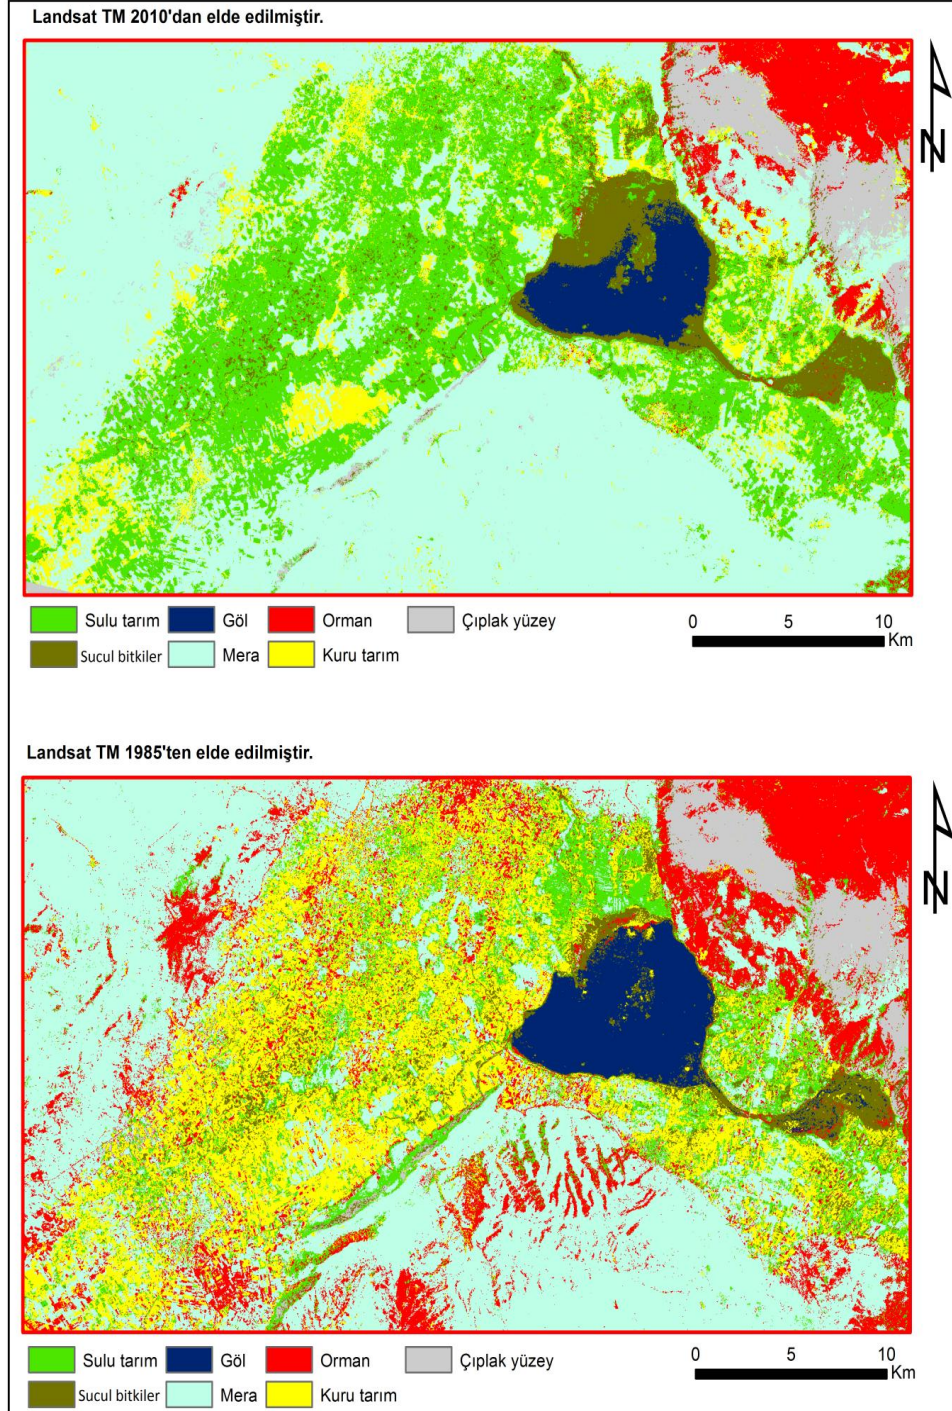 Landsat TM 2010'dan elde edilmiştir.
N
Sulu tarım Göl Orman Çıplak yüzey
Sucul bitkiler Mera Kuru tarım
0 5 10
Km
Landsat TM 1985'ten elde edilmiştir.
N
Sulu tarım Göl Orman Çıplak yüzey
Sucul bitkiler Mera Kuru tarım
0 5 10
Km